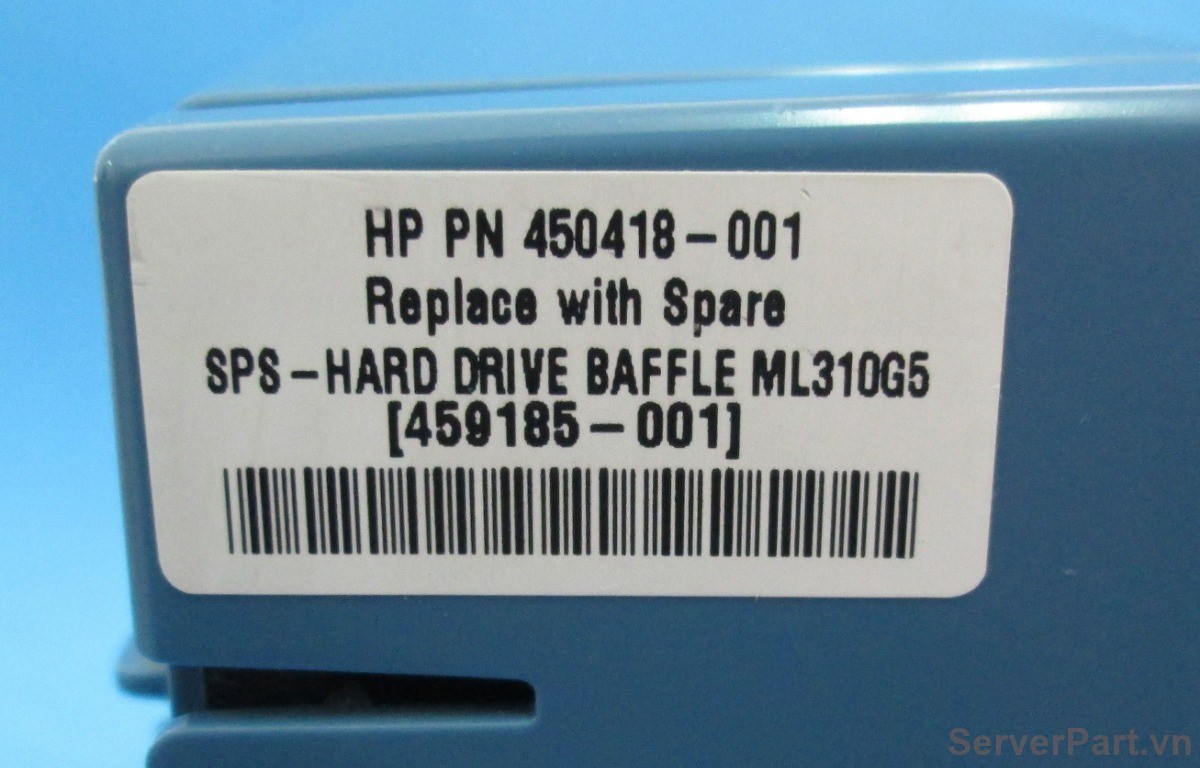 HP PN 450418-001
Replace with Spare
SPS-HARD DRIVE BAFFLE ML310G5
[459185-001]
ServerPart.vn